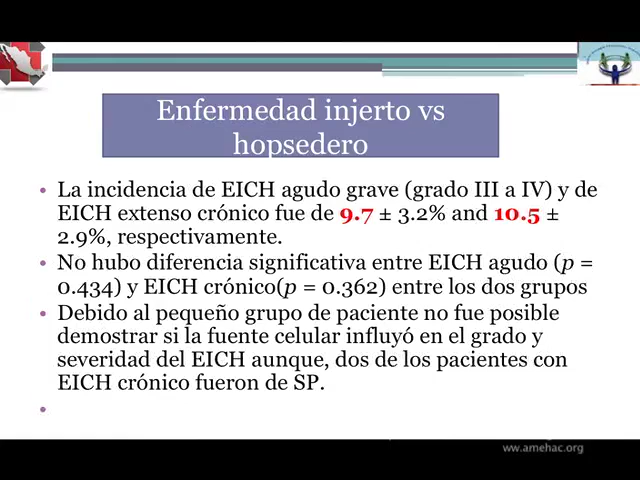 Enfermedad injerto vs
hopsedero
• La incidencia de EICH agudo grave (grado III a IV) y de
EICH extenso crónico fue de 9.7 ± 3.2% and 10.5 ±
2.9%, respectivamente.
• No hubo diferencia significativa entre EICH agudo (p =
0.434) y EICH crónico(p = 0.362) entre los dos grupos
• Debido al pequeño grupo de paciente no fue posible
demostrar si la fuente celular influyó en el grado y
severidad del EICH aunque, dos de los pacientes con
EICH crónico fueron de SP.
•
ww.amehac.org